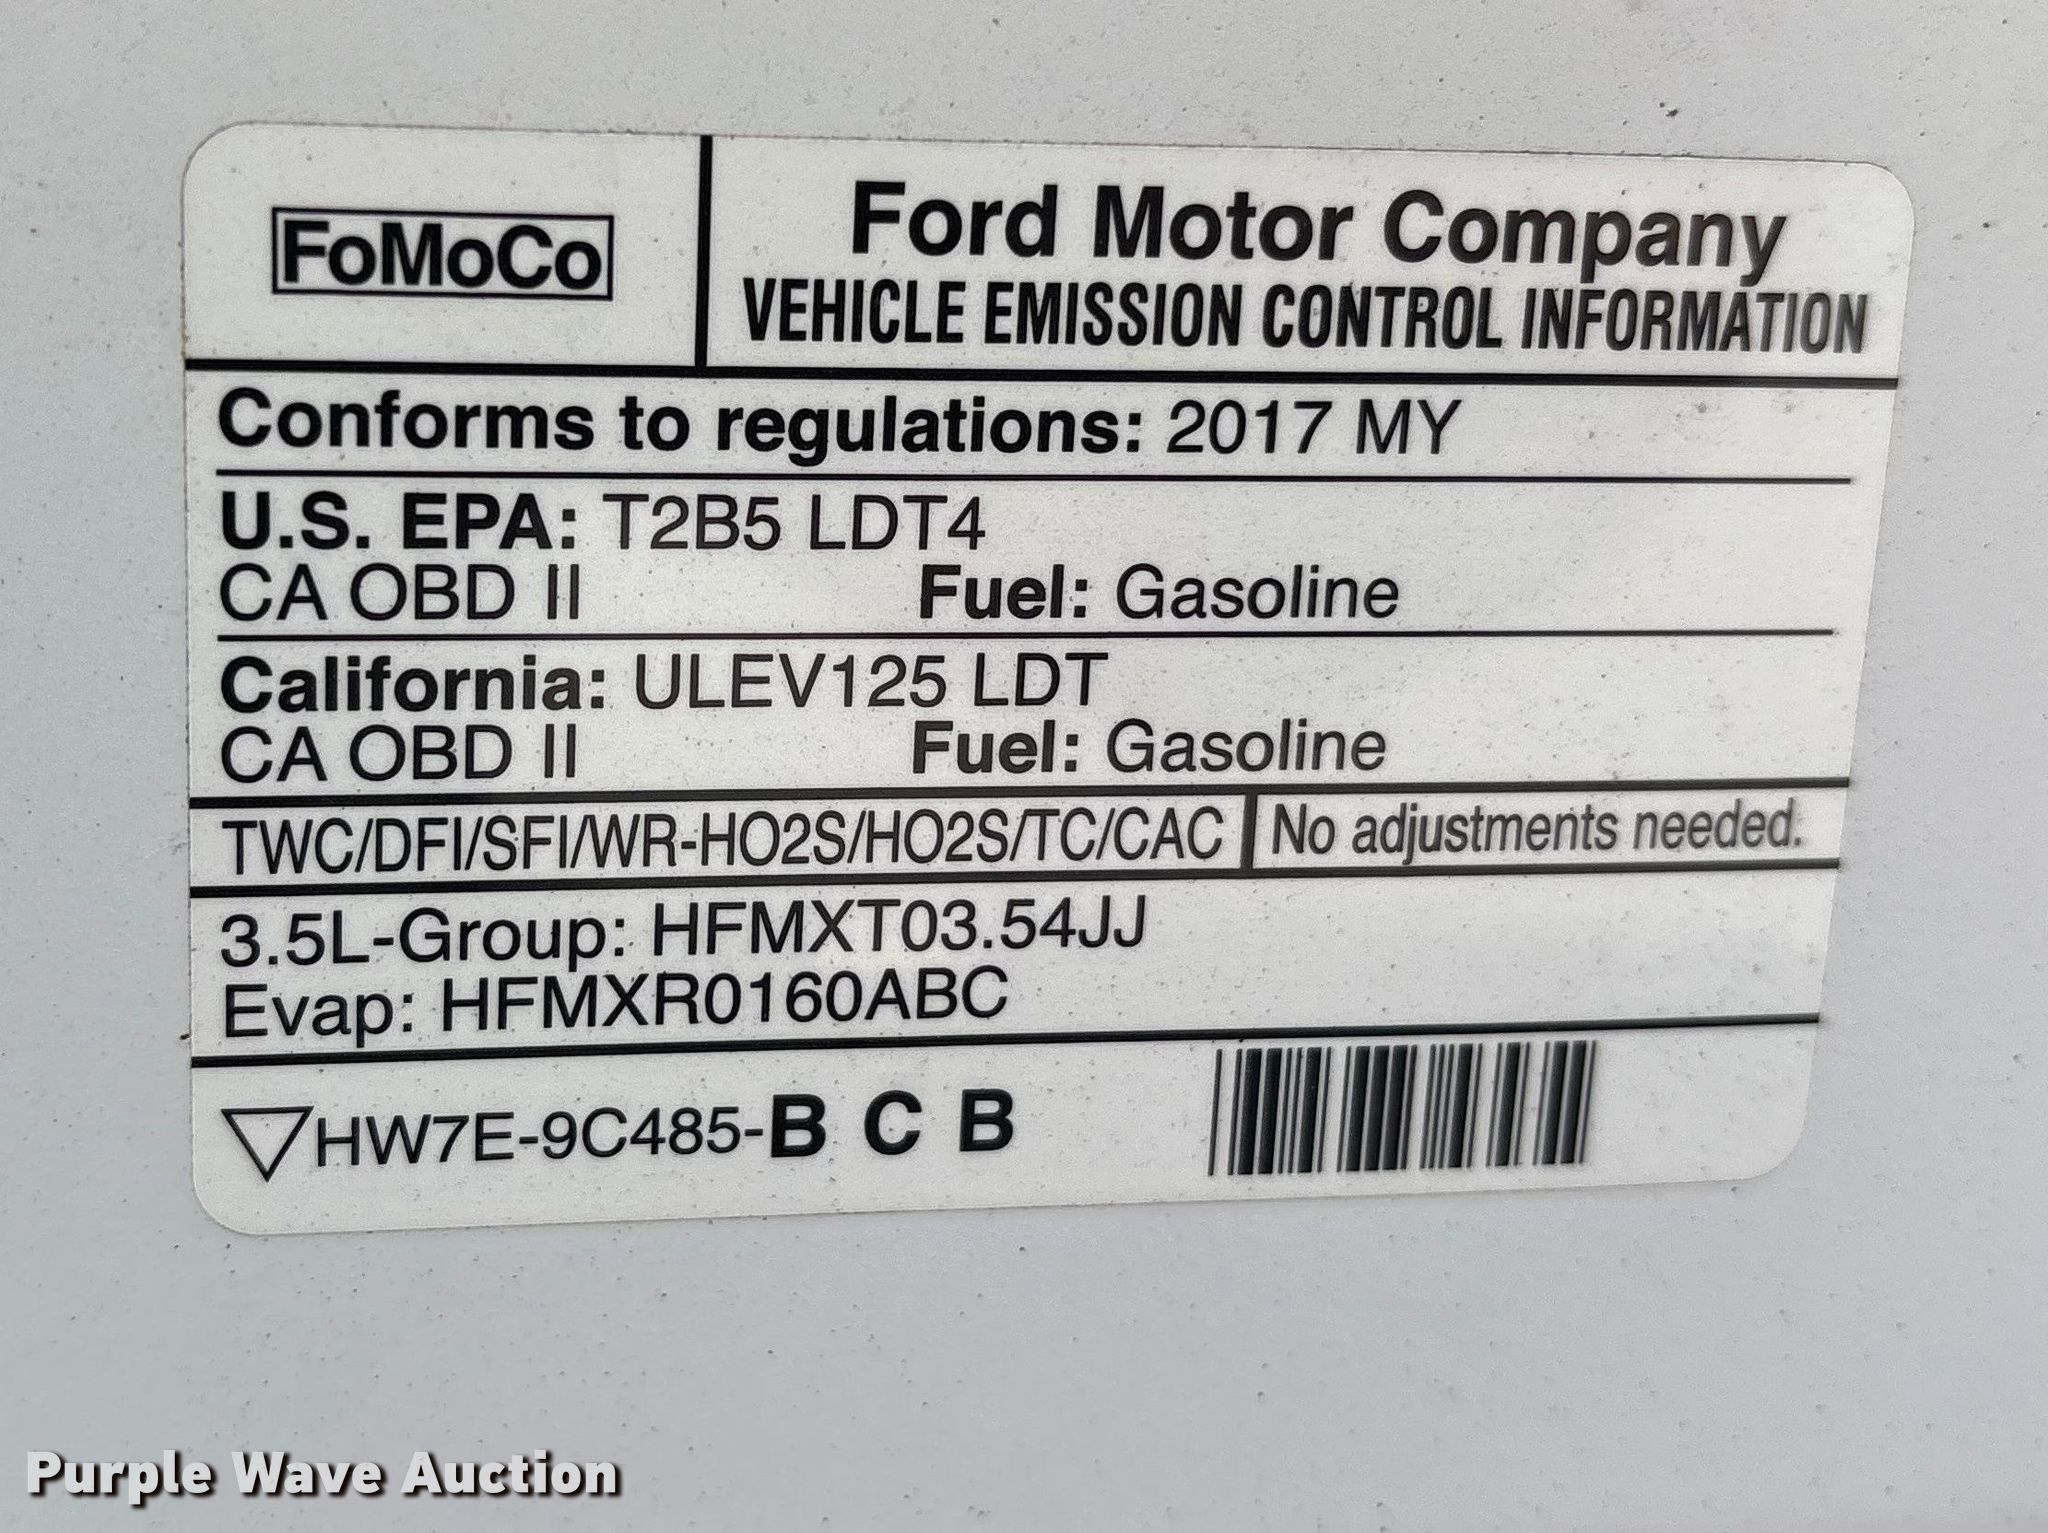 FoMoCo
Ford Motor Company
VEHICLE EMISSION CONTROL INFORMATION
Conforms to regulations: 2017 MY
U.S. EPA: T2B5 LDT4
CA OBD II Fuel: Gasoline
California: ULEV125 LDT
CA OBD II Fuel: Gasoline
TWC/DFI/SFI/WR-HO2S/HO2S/TC/CAC No adjustments needed.
3.5L-Group: HFMXT03.54JJ
Evap: HFMXR0160ABC
HW7E-9C485-B C B
Purple Wave Auction